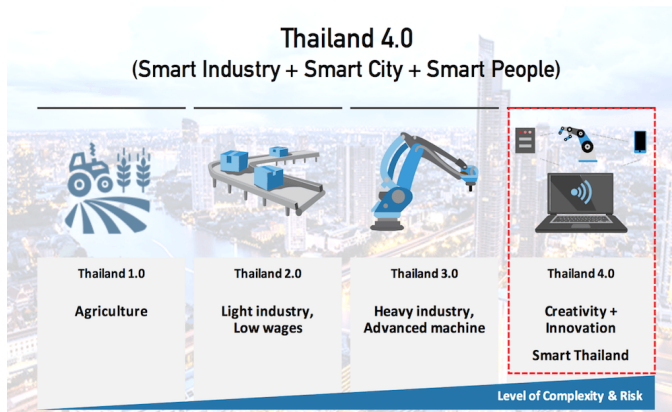 Thailand 4.0
(Smart Industry + Smart City + Smart People)
Thailand 1.0
Agriculture
Thailand 2.0
Light industry,
Low wages
Thailand 3.0
Heavy industry,
Advanced machine
Thailand 4.0
Creativity +
Innovation
Smart Thailand
Level of Complexity & Risk